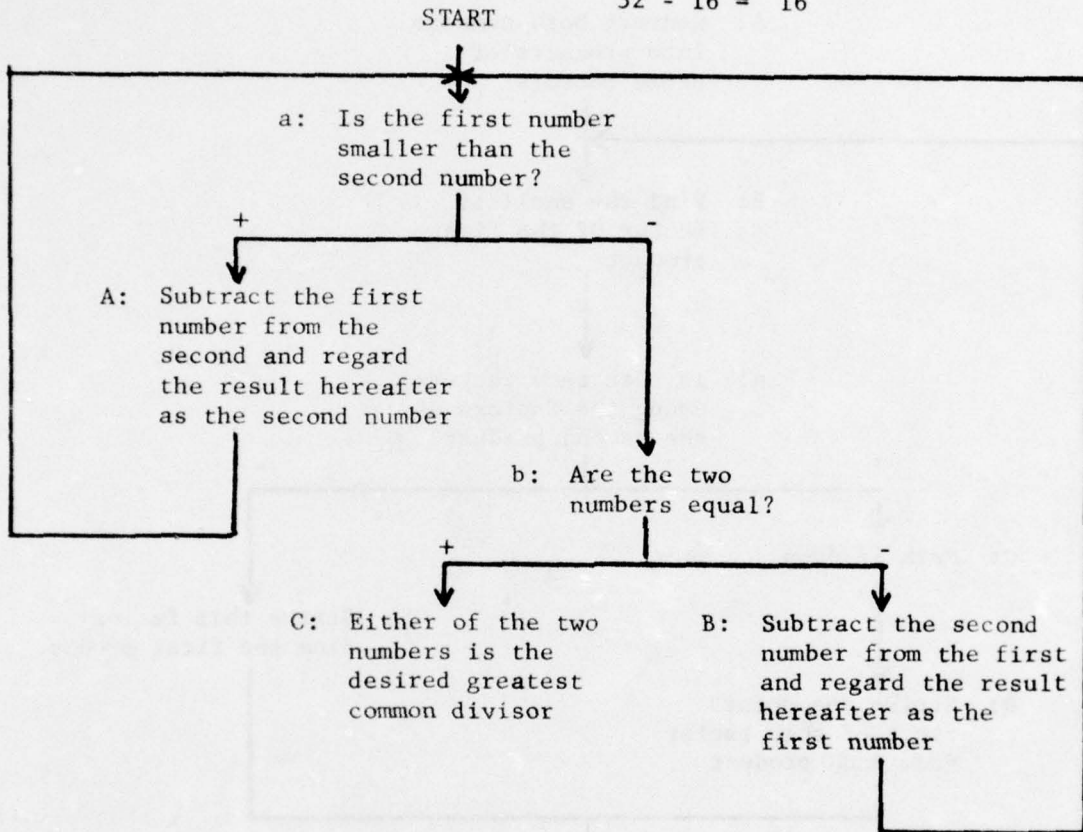 32 - 16 = 16
START
a: Is the first number
smaller than the
second number?
+
-
A: Subtract the first
number from the
second and regard
the result hereafter
as the second number
b: Are the two
numbers equal?
+
-
C: Either of the two
numbers is the
desired greatest
common divisor
B: Subtract the second
number from the first
and regard the result
hereafter as the
first number